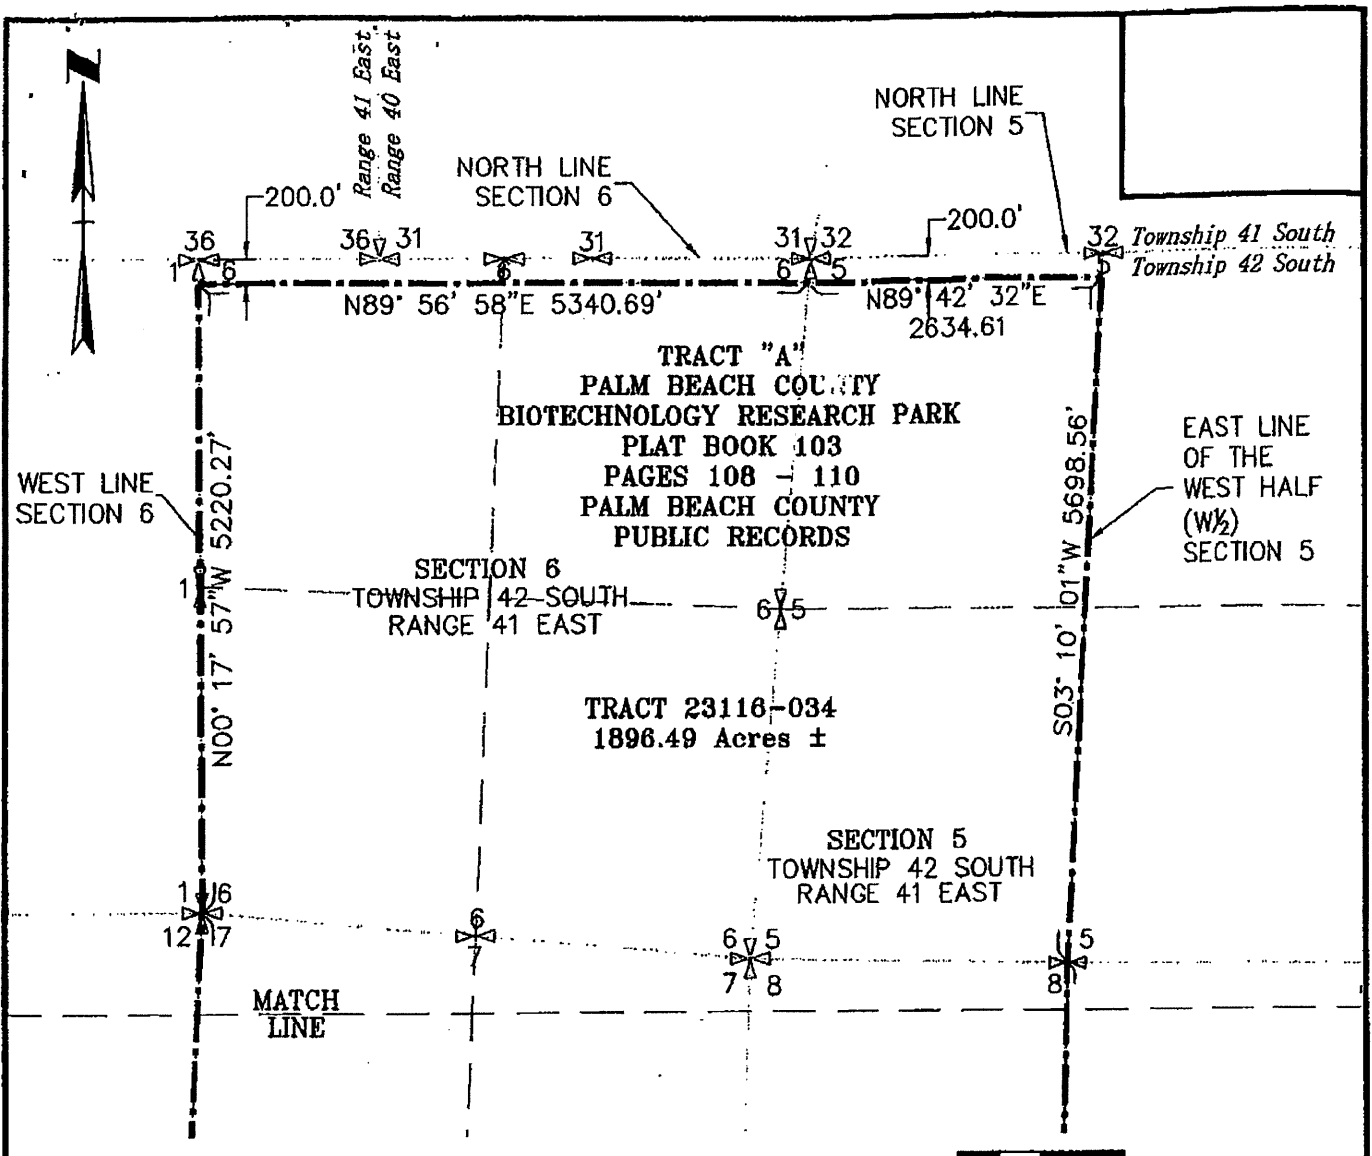 N
Range 41 East
Range 40 East
NORTH LINE
SECTION 5
NORTH LINE
SECTION 6
200.0'
200.0'
36
36 31
31
31 32
32 Township 41 South
1 6
6
6 5
5 Township 42 South
N89° 56' 58"E 5340.69'
N89° 42' 32"E
2634.61
TRACT "A"
PALM BEACH COU TY
BIOTECHNOLOGY RESEARCH PARK
PLAT BOOK 103
PAGES 108 - 110
PALM BEACH COUNTY
PUBLIC RECORDS
WEST LINE
SECTION 6
N00° 17' 57"W 5220.27'
S03° 10' 01"W 5698.56'
EAST LINE
OF THE
WEST HALF
(W½)
SECTION 5
1
SECTION 6
TOWNSHIP 42 SOUTH
RANGE 41 EAST
6 5
TRACT 23116-034
1896.49 Acres ±
SECTION 5
TOWNSHIP 42 SOUTH
RANGE 41 EAST
1 6
12 7
6
7
6 5
7 8
5
8
MATCH
LINE